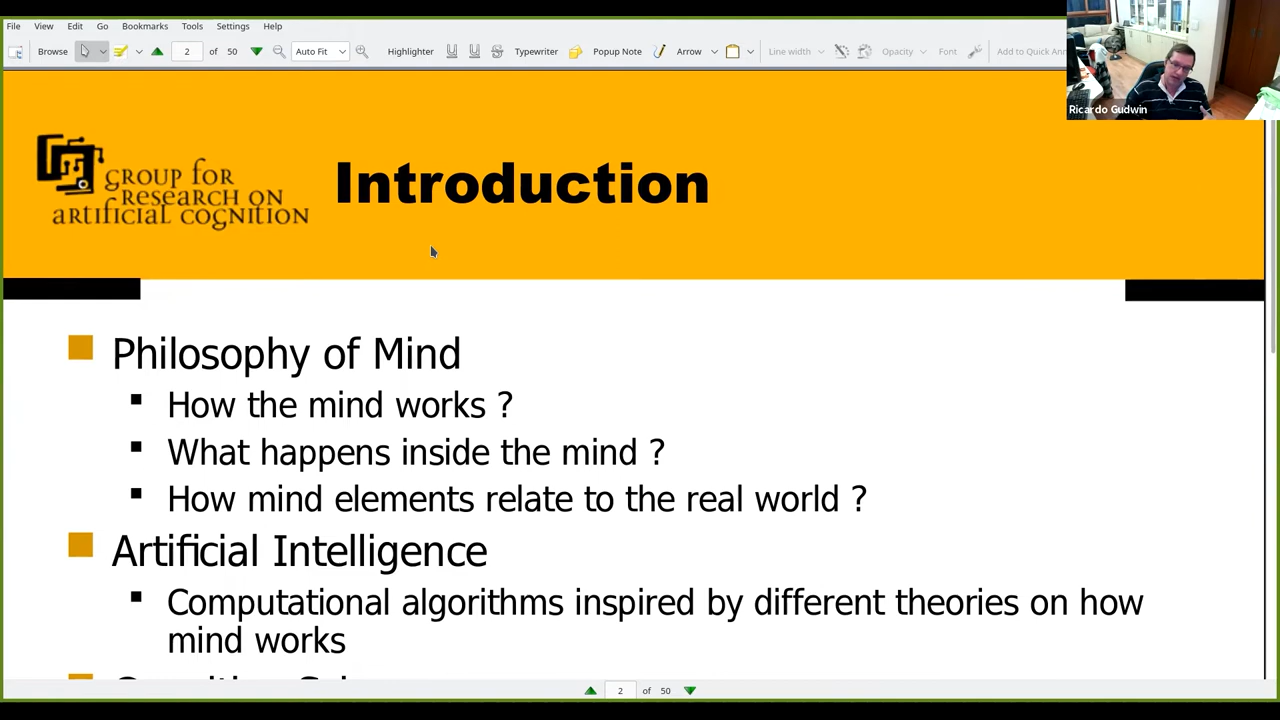 File View Edit Go Bookmarks Tools Settings Help
Browse 2 of 50 Auto Fit Highlighter Typewriter Popup Note Arrow Line width Opacity Font Add to Quick
Ricardo Gudwin
GROUP FOR
RESEARCH ON
ARTIFICIAL COGNITION
Introduction
Philosophy of Mind
How the mind works ?
What happens inside the mind ?
How mind elements relate to the real world ?
Artificial Intelligence
Computational algorithms inspired by different theories on how
mind works
2 of 50